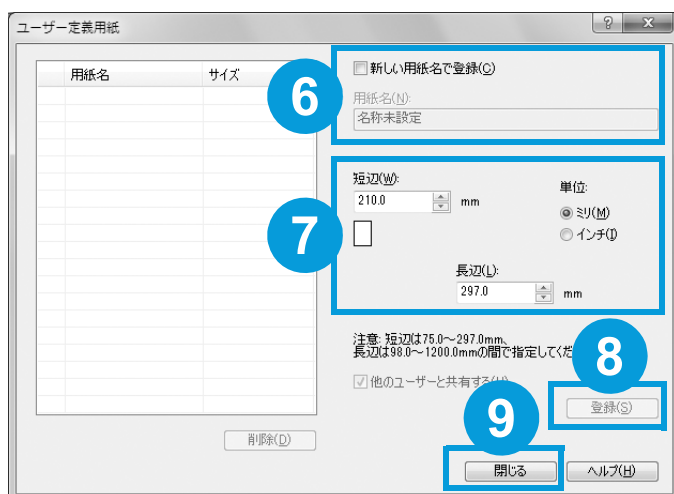 ユーザー定義用紙
用紙名 サイズ
6
新しい用紙名で登録(C)
用紙名(N):
名称未設定
7
短辺(W):
210.0 mm
単位:
ミリ(M)
インチ(I)
長辺(L):
297.0 mm
注意: 短辺は75.0～297.0mm、
長辺は98.0～1200.0mmの間で指定してくだ
8
他のユーザーと共有する
登録(S)
9
削除(D)
閉じる
ヘルプ(H)